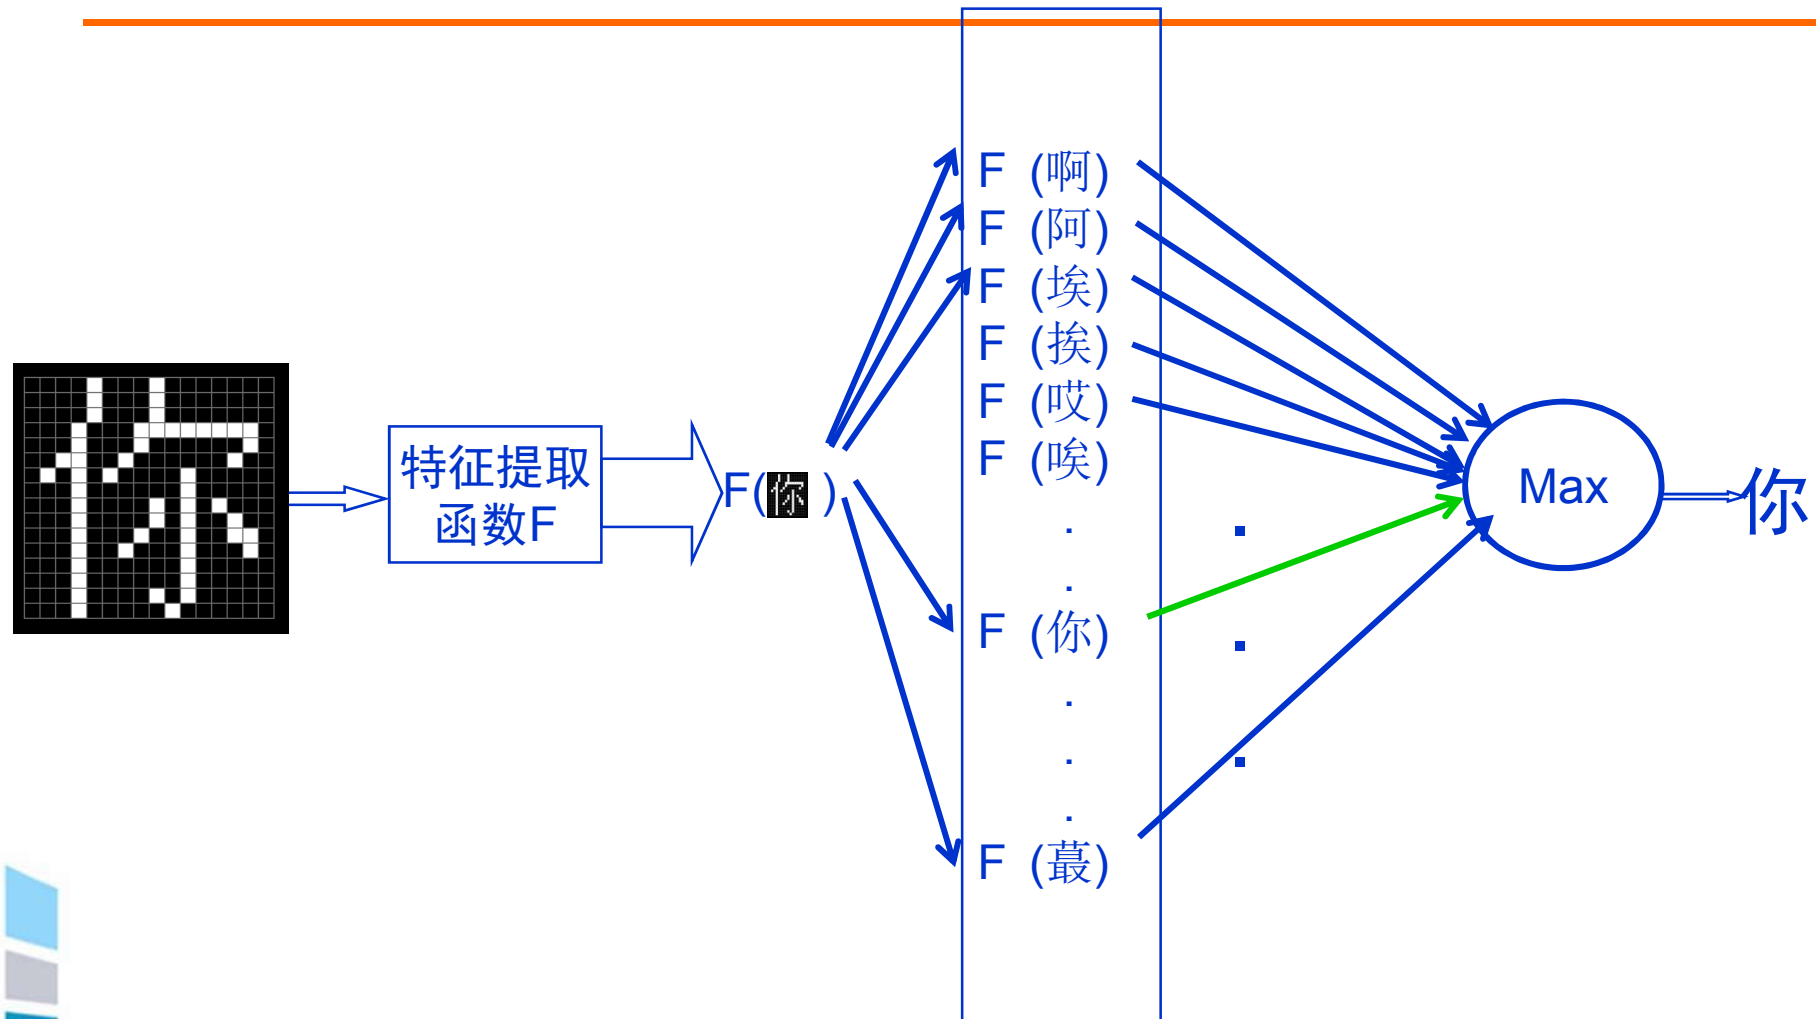 特征提取
函数F
F(你)
F (啊)
F (阿)
F (埃)
F (挨)
F (哎)
F (唉)
.
.
F (你)
.
.
.
F (蕞)
Max
你